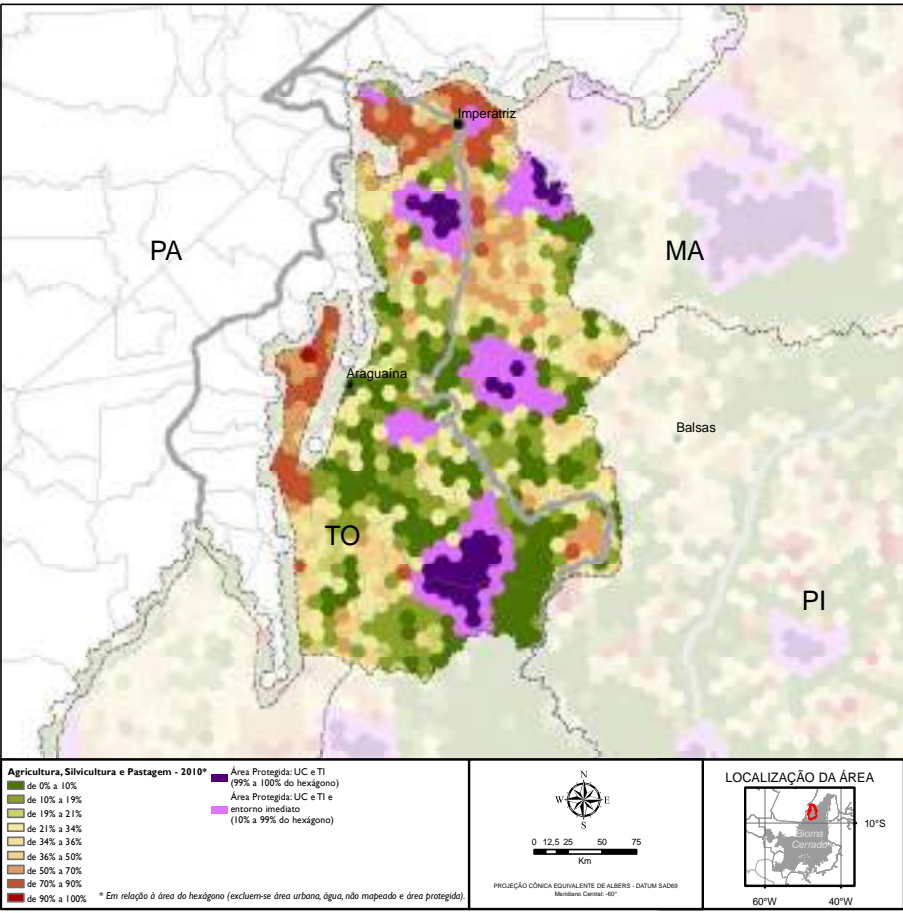 Imperatriz
PA
MA
Araguaína
Balsas
TO
PI
Agricultura, Silvicultura e Pastagem - 2010*
de 0% a 10%
de 10% a 19%
de 19% a 21%
de 21% a 34%
de 34% a 36%
de 36% a 50%
de 50% a 70%
de 70% a 90%
de 90% a 100%
Área Protegida: UC e TI
(99% a 100% do hexágono)
Área Protegida: UC e TI e
entorno imediato
(10% a 99% do hexágono)
* Em relação à área do hexágono (excluem-se área urbana, água, não mapeado e área protegida).
N
W E
S
0 12,5 25 50 75
Km
PROJEÇÃO CÔNICA EQUIVALENTE DE ALBERS - DATUM SAD69
Meridiano Central: -60°
LOCALIZAÇÃO DA ÁREA
Bioma
Cerrado
10°S
60°W 40°W